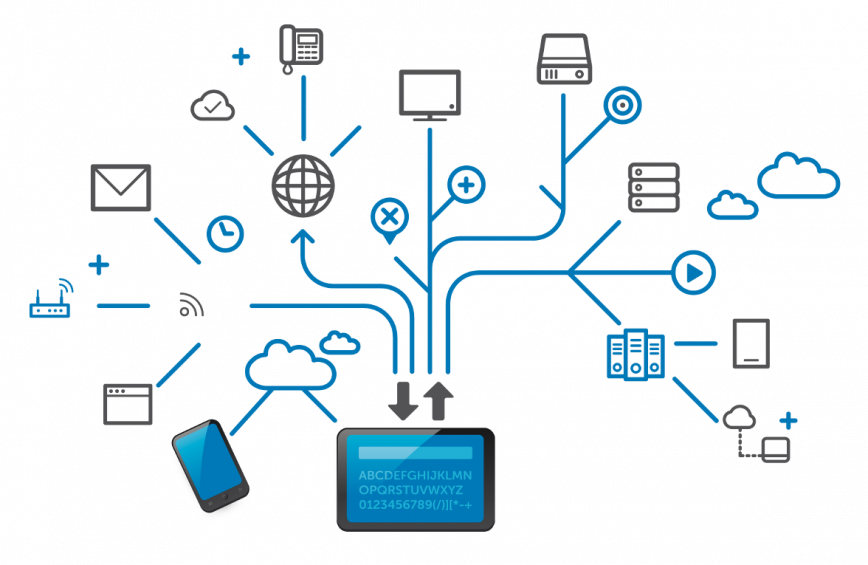 ABCDEFGHIJKLMN
OPQRSTUVWXYZ
0123456789(/)][*-+